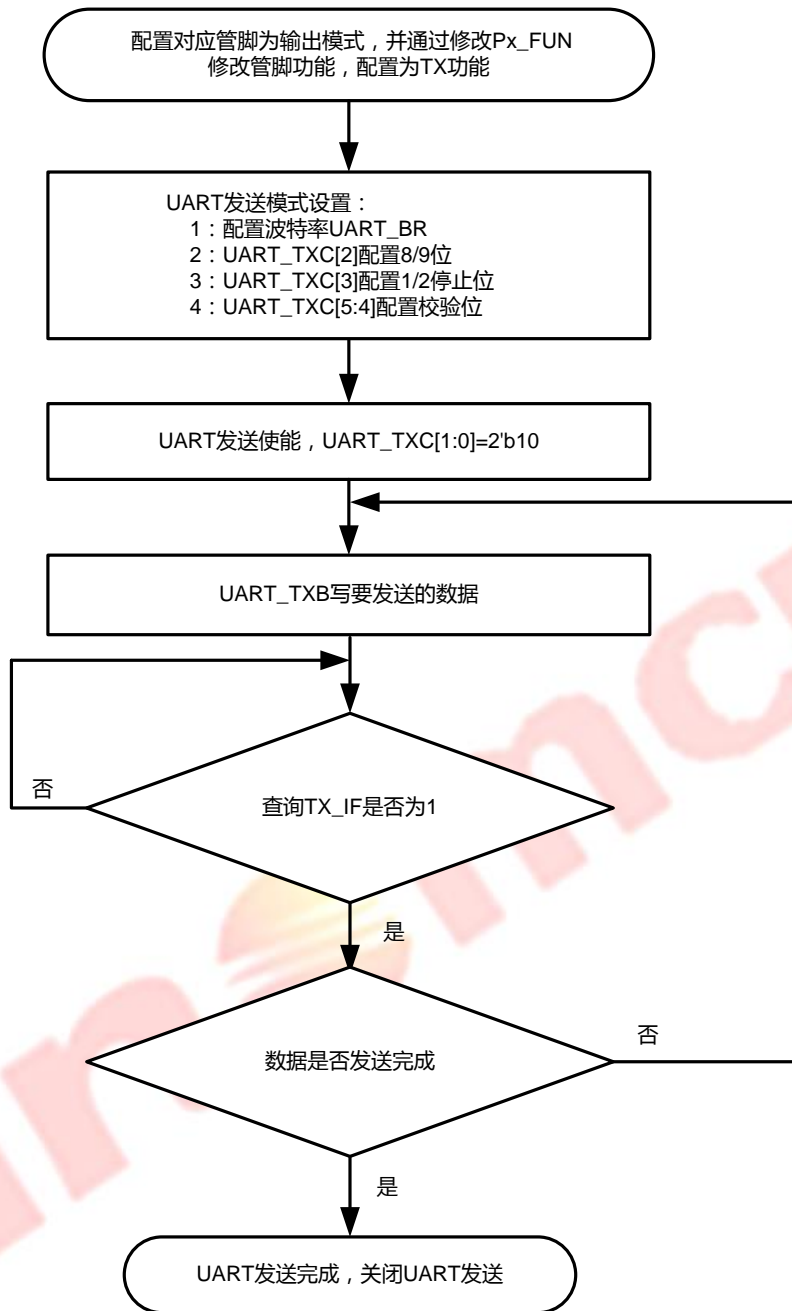 配置对应管脚为输出模式，并通过修改Px_FUN
修改管脚功能，配置为TX功能
UART发送模式设置：
1：配置波特率UART_BR
2：UART_TXC[2]配置8/9位
3：UART_TXC[3]配置1/2停止位
4：UART_TXC[5:4]配置校验位
UART发送使能，UART_TXC[1:0]=2'b10
UART_TXB写要发送的数据
否
查询TX_IF是否为1
是
否
数据是否发送完成
是
UART发送完成，关闭UART发送